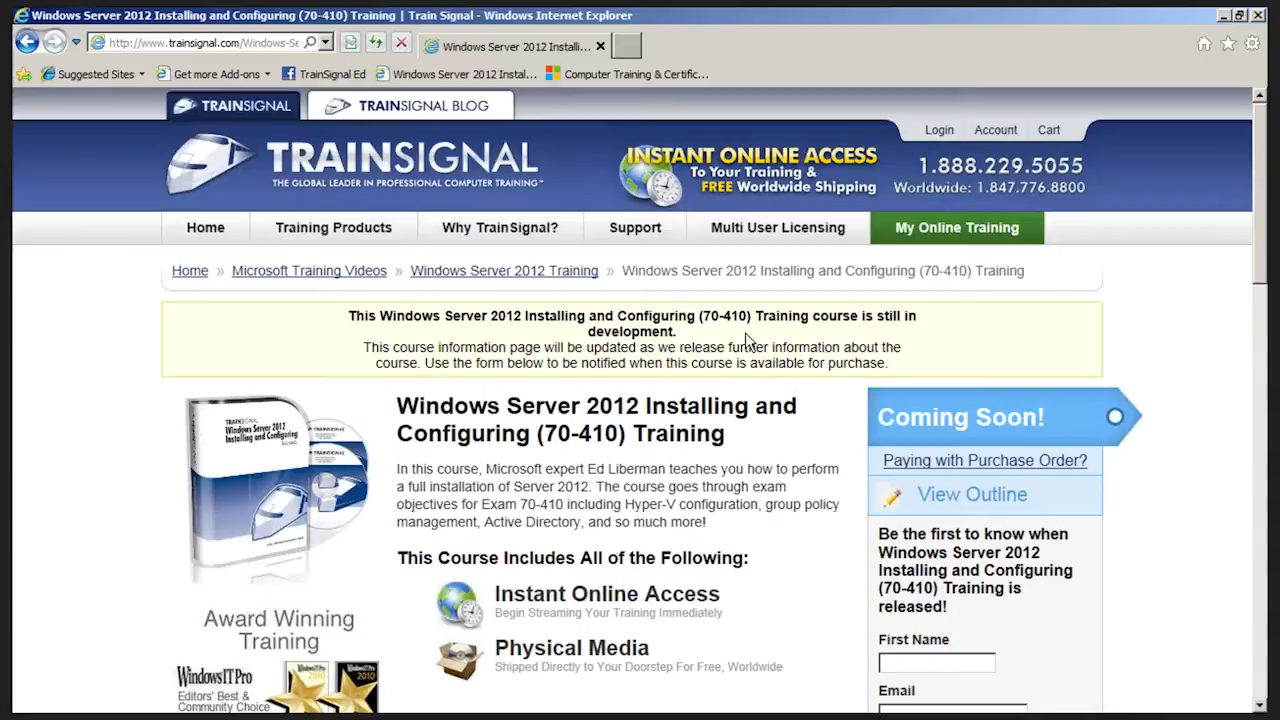 Windows Server 2012 Installing and Configuring (70-410) Training | Train Signal - Windows Internet Explorer
http://www.trainsignal.com/Windows-Se
Windows Server 2012 Installi...
Suggested Sites
Get more Add-ons
TrainSignal Ed
Windows Server 2012 Instal...
Computer Training & Certific...
TRAINSIGNAL
TRAINSIGNAL BLOG
Login Account Cart
TRAINSIGNAL
THE GLOBAL LEADER IN PROFESSIONAL COMPUTER TRAINING
INSTANT ONLINE ACCESS
To Your Training &
FREE Worldwide Shipping
1.888.229.5055
Worldwide: 1.847.776.8800
Home Training Products Why TrainSignal? Support Multi User Licensing My Online Training
Home » Microsoft Training Videos » Windows Server 2012 Training » Windows Server 2012 Installing and Configuring (70-410) Training
This Windows Server 2012 Installing and Configuring (70-410) Training course is still in
development.
This course information page will be updated as we release further information about the
course. Use the form below to be notified when this course is available for purchase.
TRAINSIGNAL
Windows Server 2012
Installing and Configuring
Award Winning
Training
WindowsITPro
Editors' Best &
Community Choice
WindowsITPro
2010
2010
Windows Server 2012 Installing and
Configuring (70-410) Training
In this course, Microsoft expert Ed Liberman teaches you how to perform
a full installation of Server 2012. The course goes through exam
objectives for Exam 70-410 including Hyper-V configuration, group policy
management, Active Directory, and so much more!
This Course Includes All of the Following:
Instant Online Access
Begin Streaming Your Training Immediately
Physical Media
Shipped Directly to Your Doorstep For Free, Worldwide
Coming Soon!
Paying with Purchase Order?
View Outline
Be the first to know when
Windows Server 2012
Installing and Configuring
(70-410) Training is
released!
First Name
Email